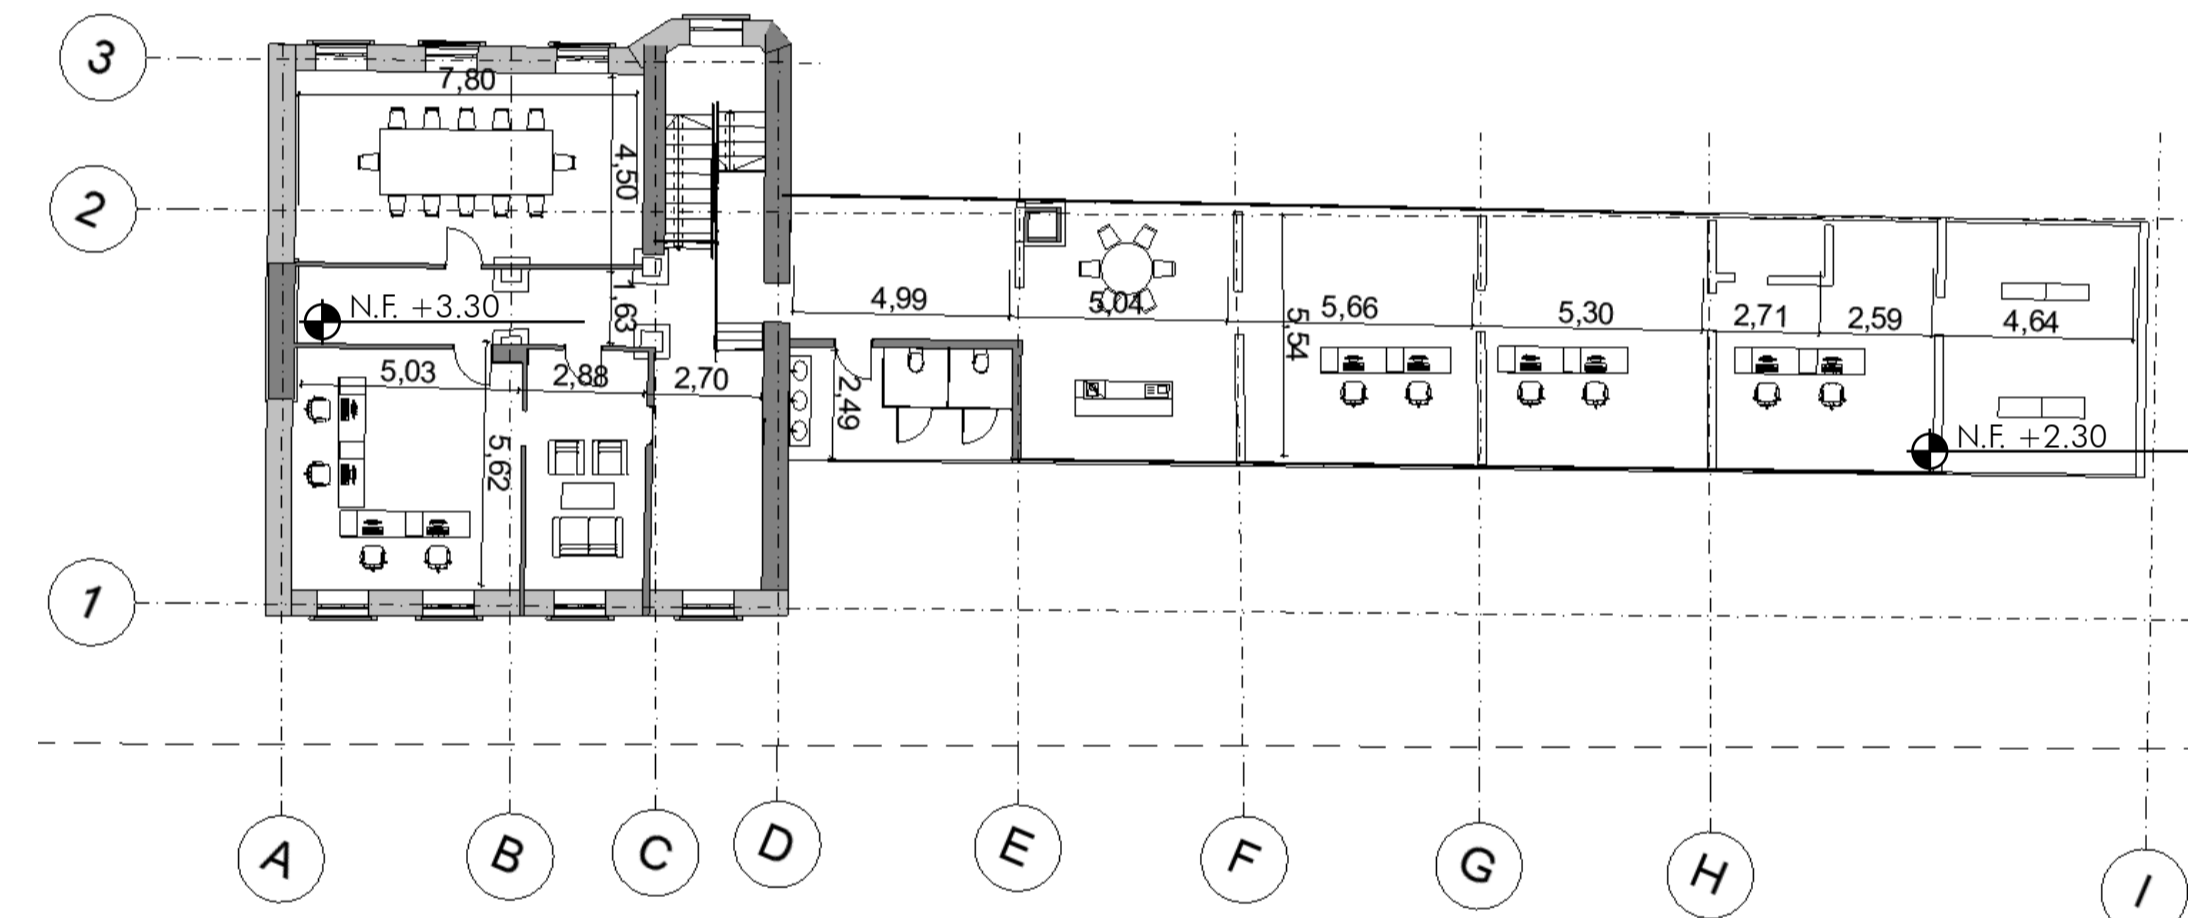 3
7,80
4,50
2
N.F. +3.30
1,63
4,99
5,04
5,66
5,54
5,30
2,71
2,59
4,64
5,03
2,88
2,70
2,49
5,62
N.F. +2.30
1
A
B
C
D
E
F
G
H
I